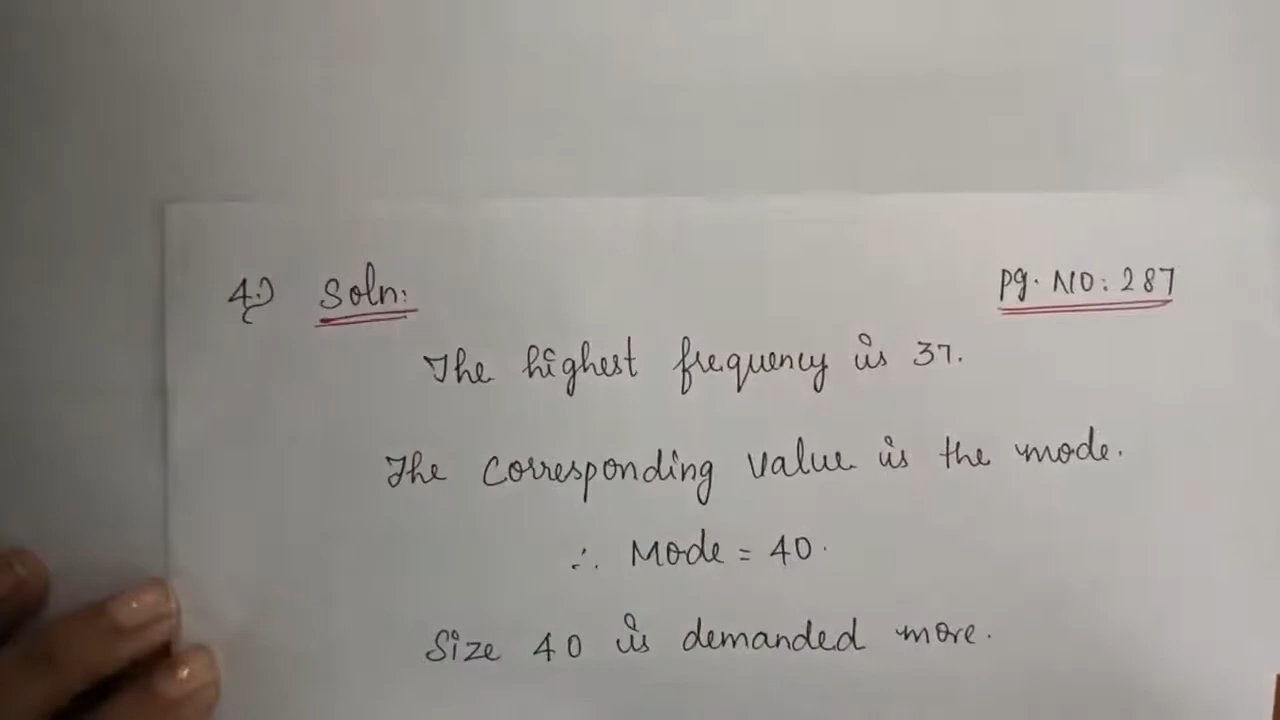 4.) Soln:
Pg. NO: 287
The highest frequency is 37.
The corresponding value is the mode.
∴ Mode = 40.
Size 40 is demanded more.